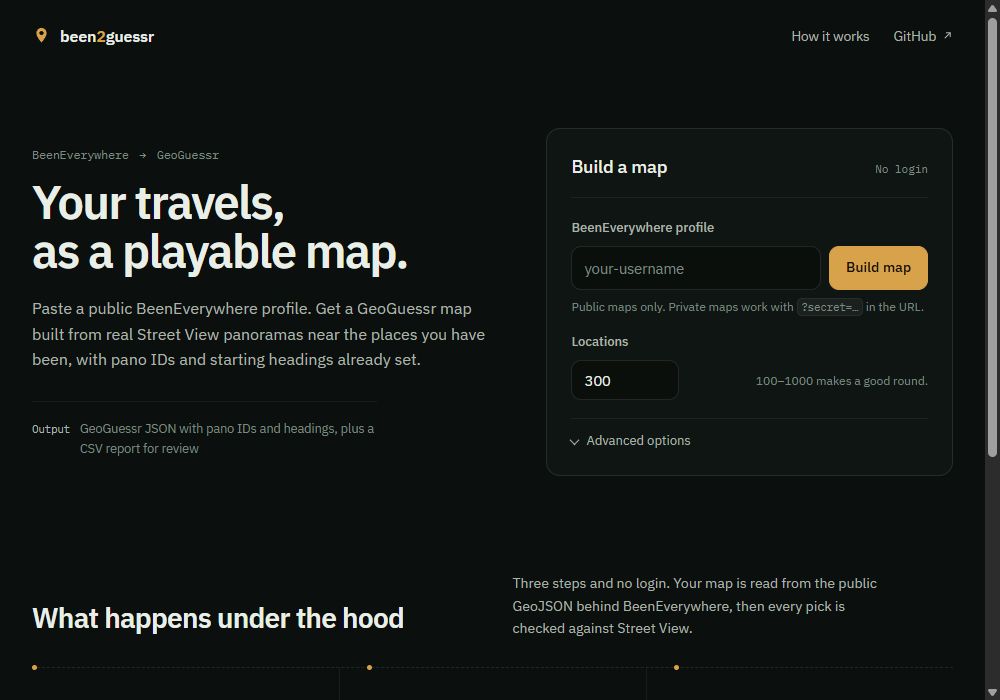 been2guessr
How it works
GitHub ↗
BeenEverywhere → GeoGuessr
Your travels,
as a playable map.
Paste a public BeenEverywhere profile. Get a GeoGuessr map
built from real Street View panoramas near the places you have
been, with pano IDs and starting headings already set.
Output GeoGuessr JSON with pano IDs and headings, plus a
CSV report for review
Build a map
No login
BeenEverywhere profile
your-username
Build map
Public maps only. Private maps work with ?secret=… in the URL.
Locations
300
100–1000 makes a good round.
Advanced options
What happens under the hood
Three steps and no login. Your map is read from the public
GeoJSON behind BeenEverywhere, then every pick is
checked against Street View.